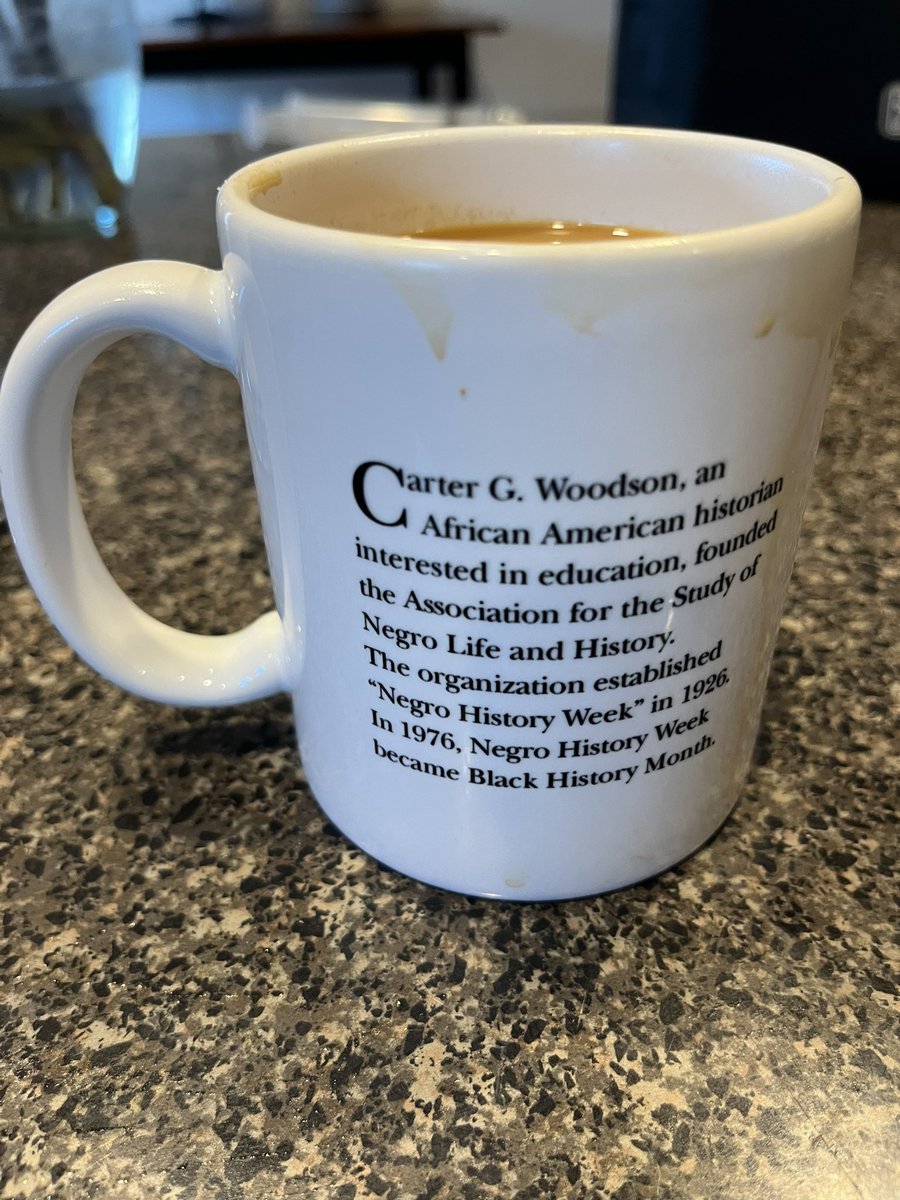 Carter G. Woodson, an
African American historian
interested in education, founded
the Association for the Study of
Negro Life and History.
The organization established
“Negro History Week” in 1926.
In 1976, Negro History Week
became Black History Month.